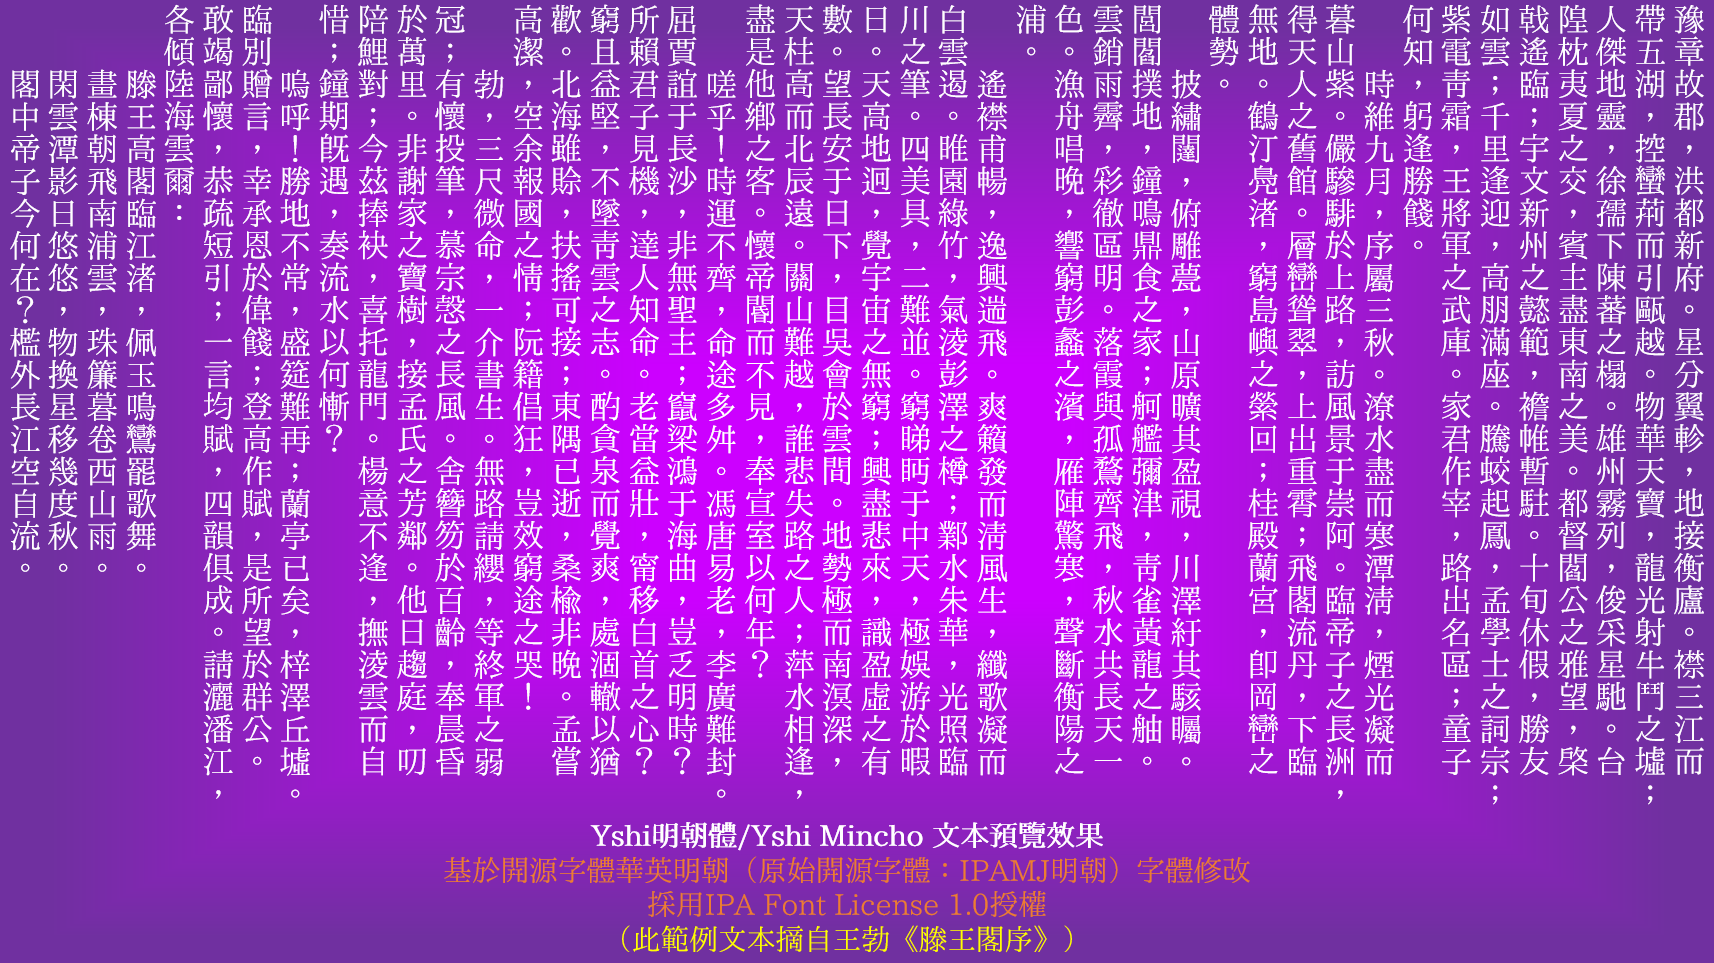 豫章故郡，洪都新府。星分翼軫，地接衡廬。襟三江而
帶五湖，控蠻荊而引甌越。物華天寶，龍光射牛鬥之墟；
人傑地靈，徐孺下陳蕃之榻。雄州霧列，俊采星馳。台
隍枕夷夏之交，賓主盡東南之美。都督閻公之雅望，棨
戟遙臨；宇文新州之懿範，襜帷暫駐。十旬休假，勝友
如雲；千里逢迎，高朋滿座。騰蛟起鳳，孟學士之詞宗；
紫電青霜，王將軍之武庫。家君作宰，路出名區；童子
何知，躬逢勝餞。
時維九月，序屬三秋。潦水盡而寒潭清，煙光凝而
暮山紫。儼驂騑於上路，訪風景于崇阿。臨帝子之長洲，
得天人之舊館。層巒聳翠，上出重霄；飛閣流丹，下臨
無地。鶴汀鳧渚，窮島嶼之縈回；桂殿蘭宮，卽岡巒之
體勢。
披繡闥，俯雕甍，山原曠其盈視，川澤紆其駭矚。
閭閻撲地，鐘鳴鼎食之家；舸艦彌津，青雀黃龍之舳。
雲銷雨霽，彩徹區明。落霞與孤鶩齊飛，秋水共長天一
色。漁舟唱晚，響窮彭蠡之濱，雁陣驚寒，聲斷衡陽之
浦。
遙襟甫暢，逸興遄飛。爽籟發而清風生，纖歌凝而
白雲遏。睢園綠竹，氣淩彭澤之樽；鄴水朱華，光照臨
川之筆。四美具，二難並。窮睇眄于中天，極娛游於暇
日。天高地迥，覺宇宙之無窮；興盡悲來，識盈虛之有
數。望長安于日下，目吳會於雲間。地勢極而南溟深，
天柱高而北辰遠。關山難越，誰悲失路之人；萍水相逢，
盡是他鄉之客。懷帝閽而不見，奉宣室以何年？
嗟乎！時運不齊，命途多舛。馮唐易老，李廣難封。
屈賈誼于長沙，非無聖主；竄梁鴻于海曲，豈乏明時？
所賴君子見機，達人知命。老當益壯，甯移白首之心？
窮且益堅，不墜青雲之志。酌貪泉而覺爽，處涸轍以猶
歡。北海雖賒，扶搖可接；東隅已逝，桑榆非晚。孟嘗
高潔，空余報國之情；阮籍倡狂，豈效窮途之哭！
勃，三尺微命，一介書生。無路請纓，等終軍之弱
冠；有懷投筆，慕宗愨之長風。舍簪笏於百齡，奉晨昏
於萬里。非謝家之寶樹，接孟氏之芳鄰。他日趨庭，叨
陪鯉對；今茲捧袂，喜托龍門。楊意不逢，撫淩雲而自
惜；鐘期旣遇，奏流水以何慚？
嗚呼！勝地不常，盛筵難再；蘭亭已矣，梓澤丘墟。
臨別贈言，幸承恩於偉餞；登高作賦，是所望於群公。
敢竭鄙懷，恭疏短引；一言均賦，四韻俱成。請灑潘江，
各傾陸海雲爾：
滕王高閣臨江渚，佩玉鳴鸞罷歌舞。
畫棟朝飛南浦雲，珠簾暮卷西山雨。
閑雲潭影日悠悠，物換星移幾度秋。
閣中帝子今何在？檻外長江空自流。
Yshi明朝體/Yshi Mincho 文本預覽效果
基於開源字體華英明朝（原始開源字體：IPAMJ明朝）字體修改
採用IPA Font License 1.0授權
（此範例文本摘自王勃《滕王閣序》）